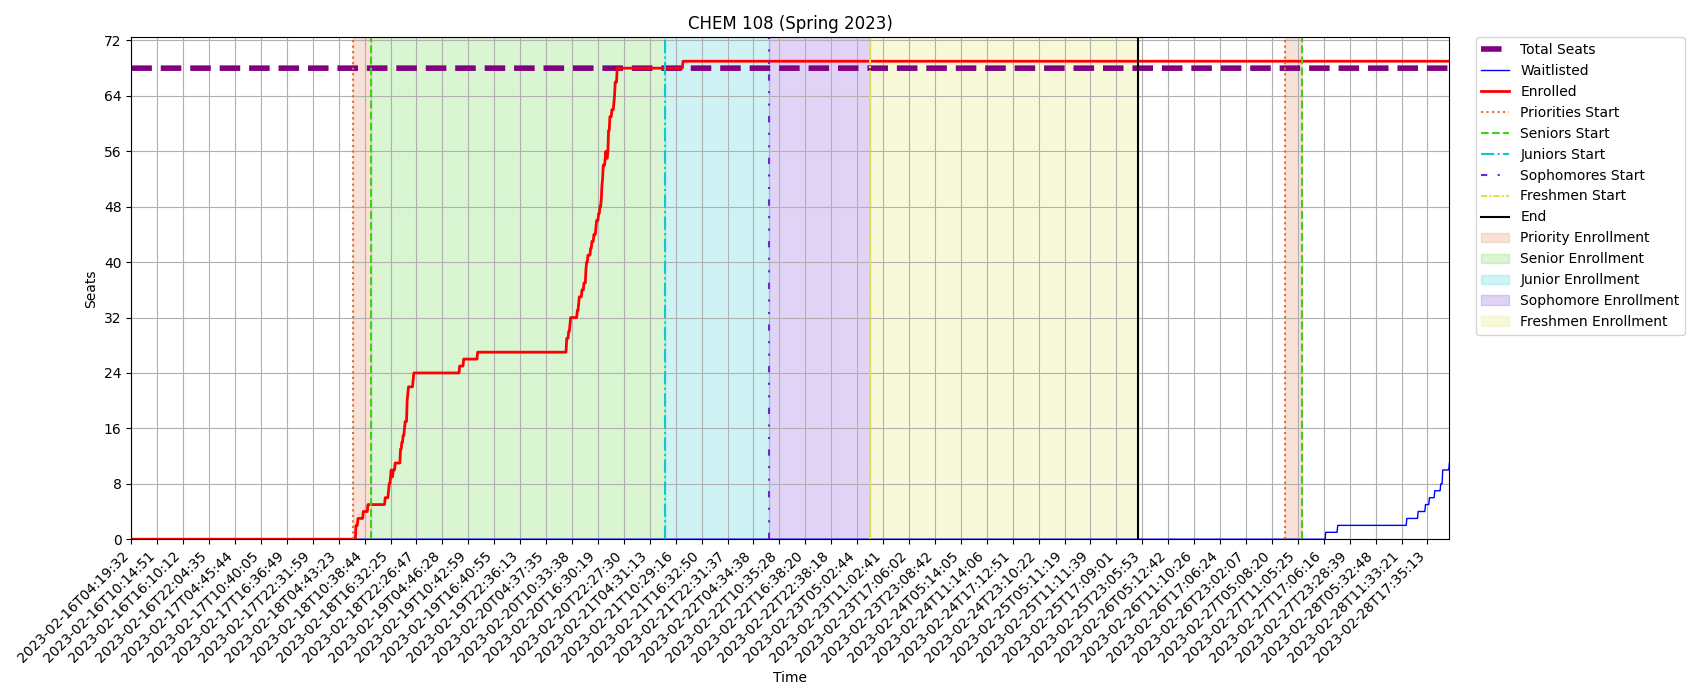 CHEM 108 (Spring 2023)
72
64
56
48
40
32
24
16
8
0
Seats
2023-02-16T04:19:32
2023-02-16T10:14:51
2023-02-16T16:10:12
2023-02-16T22:04:35
2023-02-17T04:45:44
2023-02-17T10:40:05
2023-02-17T16:36:49
2023-02-17T22:31:59
2023-02-18T04:43:23
2023-02-18T10:38:44
2023-02-18T16:32:25
2023-02-18T22:26:47
2023-02-19T04:46:28
2023-02-19T10:42:59
2023-02-19T16:40:55
2023-02-19T22:36:13
2023-02-20T04:37:35
2023-02-20T10:33:38
2023-02-20T16:30:19
2023-02-20T22:27:30
2023-02-21T04:31:13
2023-02-21T10:29:16
2023-02-21T16:32:50
2023-02-21T22:31:37
2023-02-22T04:34:38
2023-02-22T10:35:28
2023-02-22T16:38:20
2023-02-22T22:38:18
2023-02-23T05:02:44
2023-02-23T11:02:41
2023-02-23T17:06:02
2023-02-23T23:08:42
2023-02-24T05:14:05
2023-02-24T11:14:06
2023-02-24T17:12:51
2023-02-24T23:10:22
2023-02-25T05:11:19
2023-02-25T11:11:39
2023-02-25T17:09:01
2023-02-25T23:05:53
2023-02-26T05:12:42
2023-02-26T11:10:26
2023-02-26T17:06:24
2023-02-26T23:02:07
2023-02-27T05:08:20
2023-02-27T11:05:25
2023-02-27T17:06:16
2023-02-27T23:28:39
2023-02-28T05:32:48
2023-02-28T11:33:21
2023-02-28T17:35:13
Time
Total Seats
Waitlisted
Enrolled
Priorities Start
Seniors Start
Juniors Start
Sophomores Start
Freshmen Start
End
Priority Enrollment
Senior Enrollment
Junior Enrollment
Sophomore Enrollment
Freshmen Enrollment